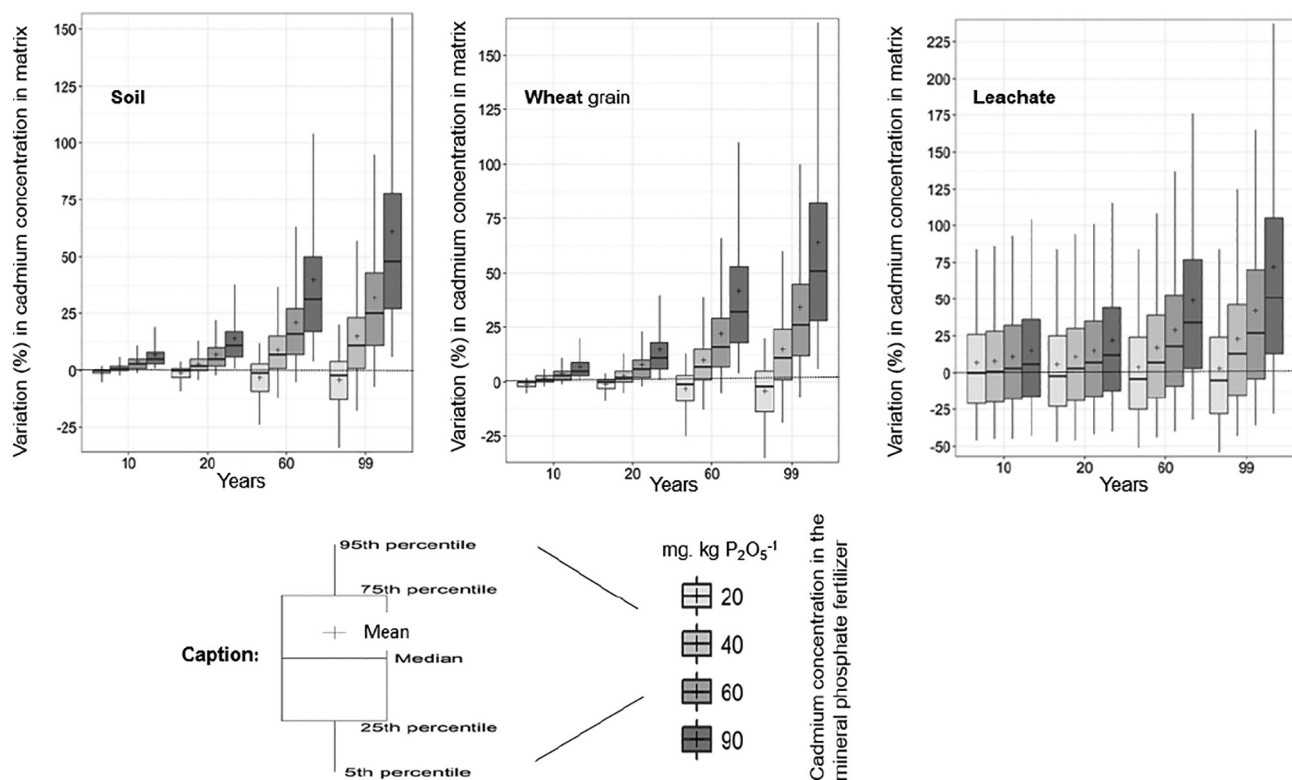 Variation (%) in cadmium concentration in matrix
150
125
100
75
50
25
0
-25
Soil
10 20 60 99
Years
Variation (%) in cadmium concentration in matrix
150
125
100
75
50
25
0
-25
Wheat grain
10 20 60 99
Years
Variation (%) in cadmium concentration in matrix
225
200
175
150
125
100
75
50
25
0
-25
-50
Leachate
10 20 60 99
Years
Caption:
95th percentile
75th percentile
Mean
Median
25th percentile
5th percentile
mg. kg P₂O₅⁻¹
20
40
60
90
Cadmium concentration in the
mineral phosphate fertilizer